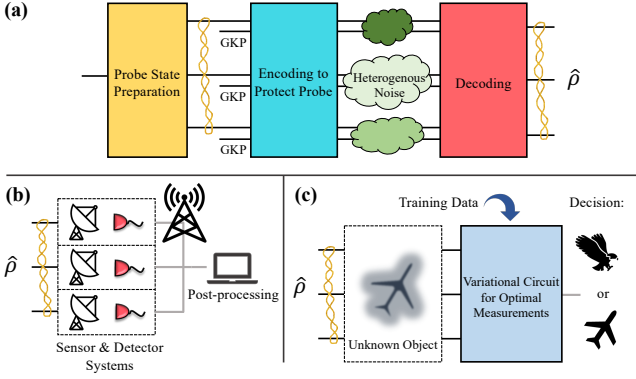 (a)
Probe State
Preparation
GKP
GKP
GKP
Encoding to
Protect Probe
Heterogenous
Noise
Decoding
ρ̂
(b)
ρ̂
Post-processing
Sensor & Detector
Systems
(c)
Training Data
Decision:
ρ̂
Unknown Object
Variational Circuit
for Optimal
Measurements
or